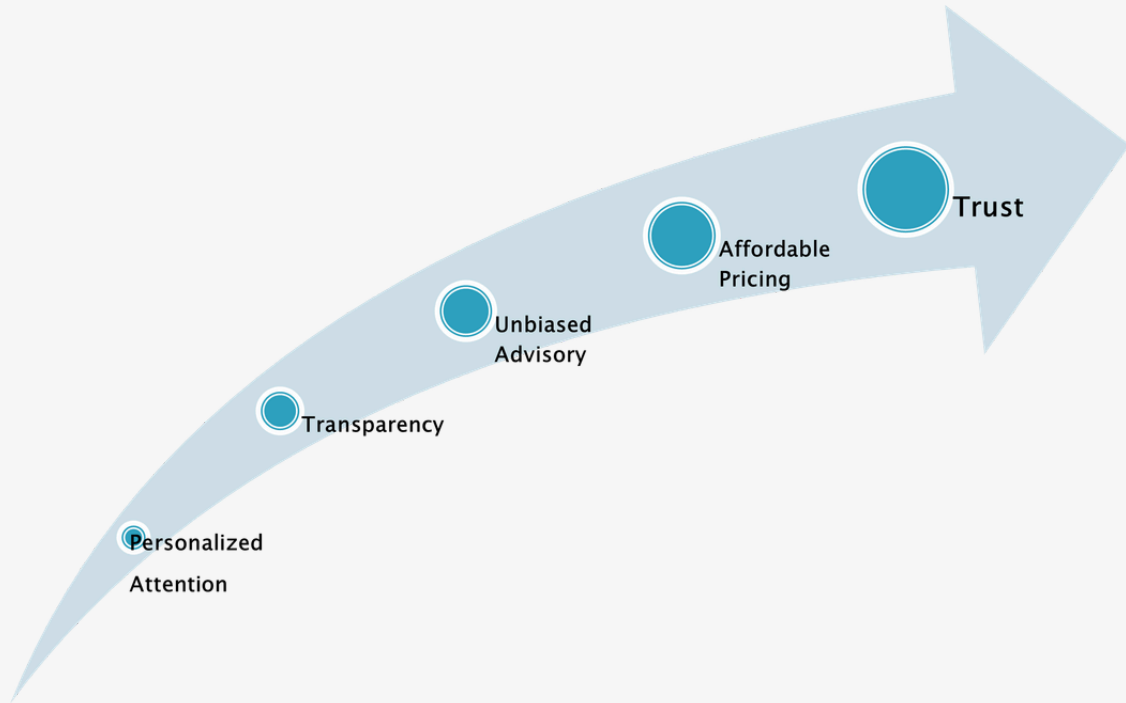 Trust
Affordable
Pricing
Unbiased
Advisory
Transparency
Personalized
Attention